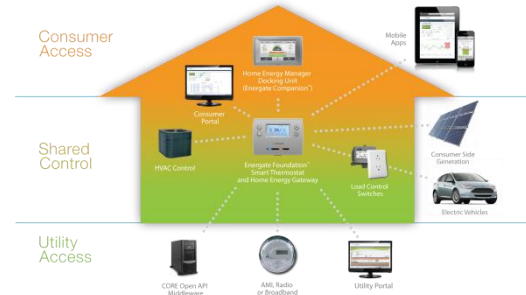 Consumer
Access
Mobile
Apps
Home Energy Manager
Docking Unit
(Energate Companion™)
Consumer
Portal
Shared
Control
HVAC Control
Energate Foundation™
Smart Thermostat
and Home Energy Gateway
Load Control
Switches
Consumer Side
Generation
Electric Vehicles
Utility
Access
CORE Open API
Middleware
AMI, Radio
or Broadband
Utility Portal